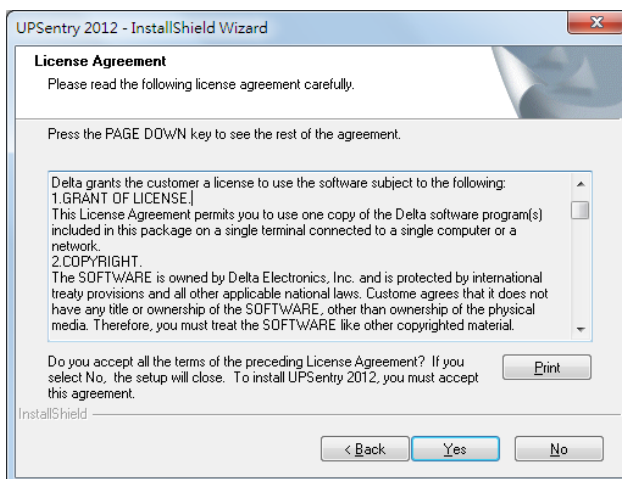 UPSentry 2012 - InstallShield Wizard
License Agreement
Please read the following license agreement carefully.
Press the PAGE DOWN key to see the rest of the agreement.
Delta grants the customer a license to use the software subject to the following:
1.GRANT OF LICENSE.
This License Agreement permits you to use one copy of the Delta software program(s)
included in this package on a single terminal connected to a single computer or a
network.
2.COPYRIGHT.
The SOFTWARE is owned by Delta Electronics, Inc. and is protected by international
treaty provisions and all other applicable national laws. Custome agrees that it does not
have any title or ownership of the SOFTWARE, other than ownership of the physical
media. Therefore, you must treat the SOFTWARE like other copyrighted material.
Do you accept all the terms of the preceding License Agreement? If you
select No, the setup will close. To install UPSentry 2012, you must accept
this agreement.
Print
InstallShield
< Back
Yes
No